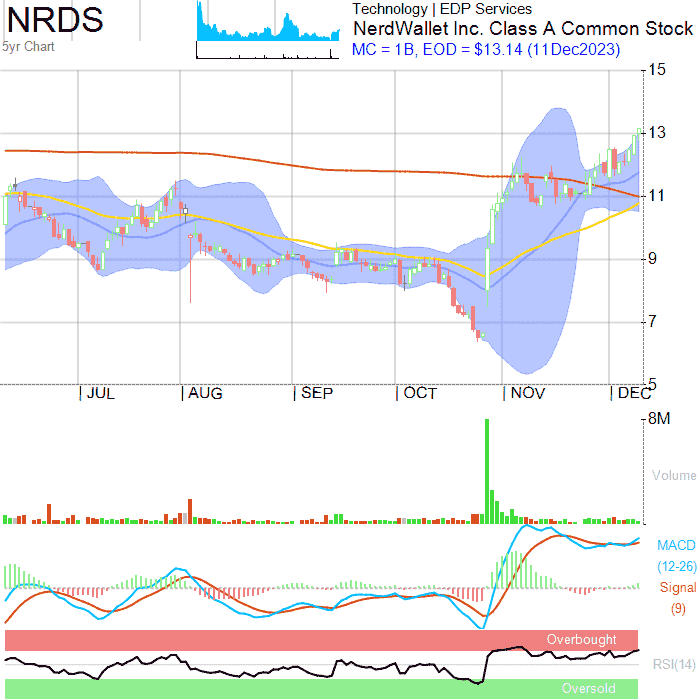 NRDS
5yr Chart
Technology | EDP Services
NerdWallet Inc. Class A Common Stock
MC = 1B, EOD = $13.14 (11Dec2023)
15
13
11
9
7
5
JUL
AUG
SEP
OCT
NOV
DEC
8M
Volume
MACD
(12-26)
Signal
(9)
Overbought
RSI(14)
Oversold